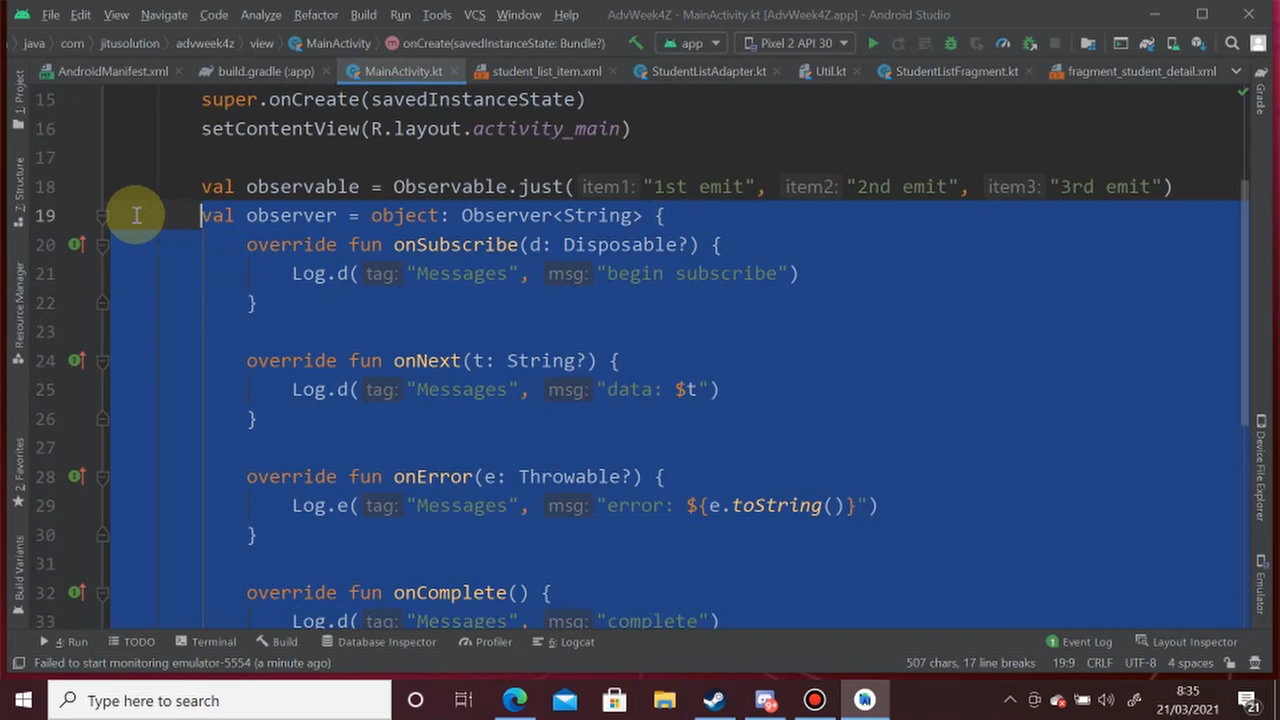 File Edit View Navigate Code Analyze Refactor Build Run Tools VCS Window Help AdvWeek4Z - MainActivity.kt [AdvWeek4Z.app] - Android Studio
java com jitusolution advweek4z view MainActivity onCreate(savedInstanceState: Bundle?) app Pixel 2 API 30
AndroidManifest.xml build.gradle (:app) MainActivity.kt student_list_item.xml StudentListAdapter.kt Util.kt StudentListFragment.kt fragment_student_detail.xml
1: Project
Z: Structure
Resource Manager
2: Favorites
Build Variants
15 super.onCreate(savedInstanceState)
16 setContentView(R.layout.activity_main)
17
18 val observable = Observable.just( item1: "1st emit", item2: "2nd emit", item3: "3rd emit")
19 val observer = object: Observer<String> {
20 override fun onSubscribe(d: Disposable?) {
21 Log.d( tag: "Messages", msg: "begin subscribe")
22 }
23
24 override fun onNext(t: String?) {
25 Log.d( tag: "Messages", msg: "data: $t")
26 }
27
28 override fun onError(e: Throwable?) {
29 Log.e( tag: "Messages", msg: "error: ${e.toString()}")
30 }
31
32 override fun onComplete() {
33 Log.d( tag: "Messages", msg: "complete")
Gradle
Device File Explorer
Emulator
4: Run TODO Terminal Build Database Inspector Profiler 6: Logcat 1 Event Log Layout Inspector
Failed to start monitoring emulator-5554 (a minute ago) 507 chars, 17 line breaks 19:9 CRLF UTF-8 4 spaces
Type here to search 8:35
21/03/2021 21